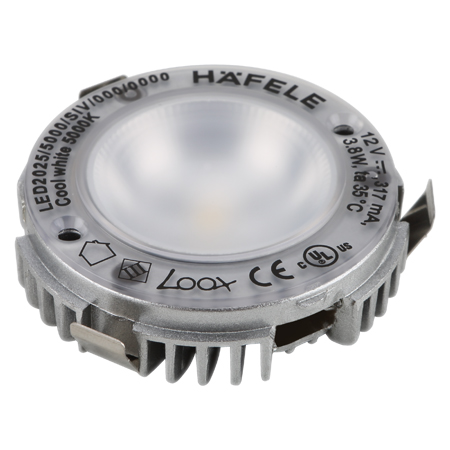 HÄFELE
LED2025/5000/S/V/000/0000
Cool white 5000K
12 V ⎓ 317 mA,
3.8W, ta 35°C
Loox CE c UL US